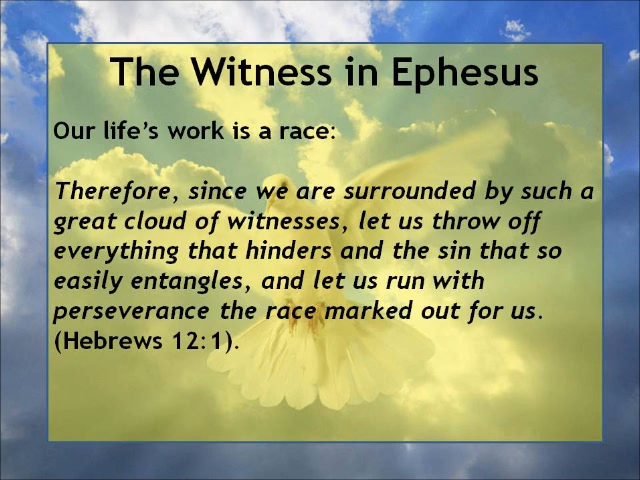 The Witness in Ephesus
Our life’s work is a race:
Therefore, since we are surrounded by such a
great cloud of witnesses, let us throw off
everything that hinders and the sin that so
easily entangles, and let us run with
perseverance the race marked out for us.
(Hebrews 12:1).